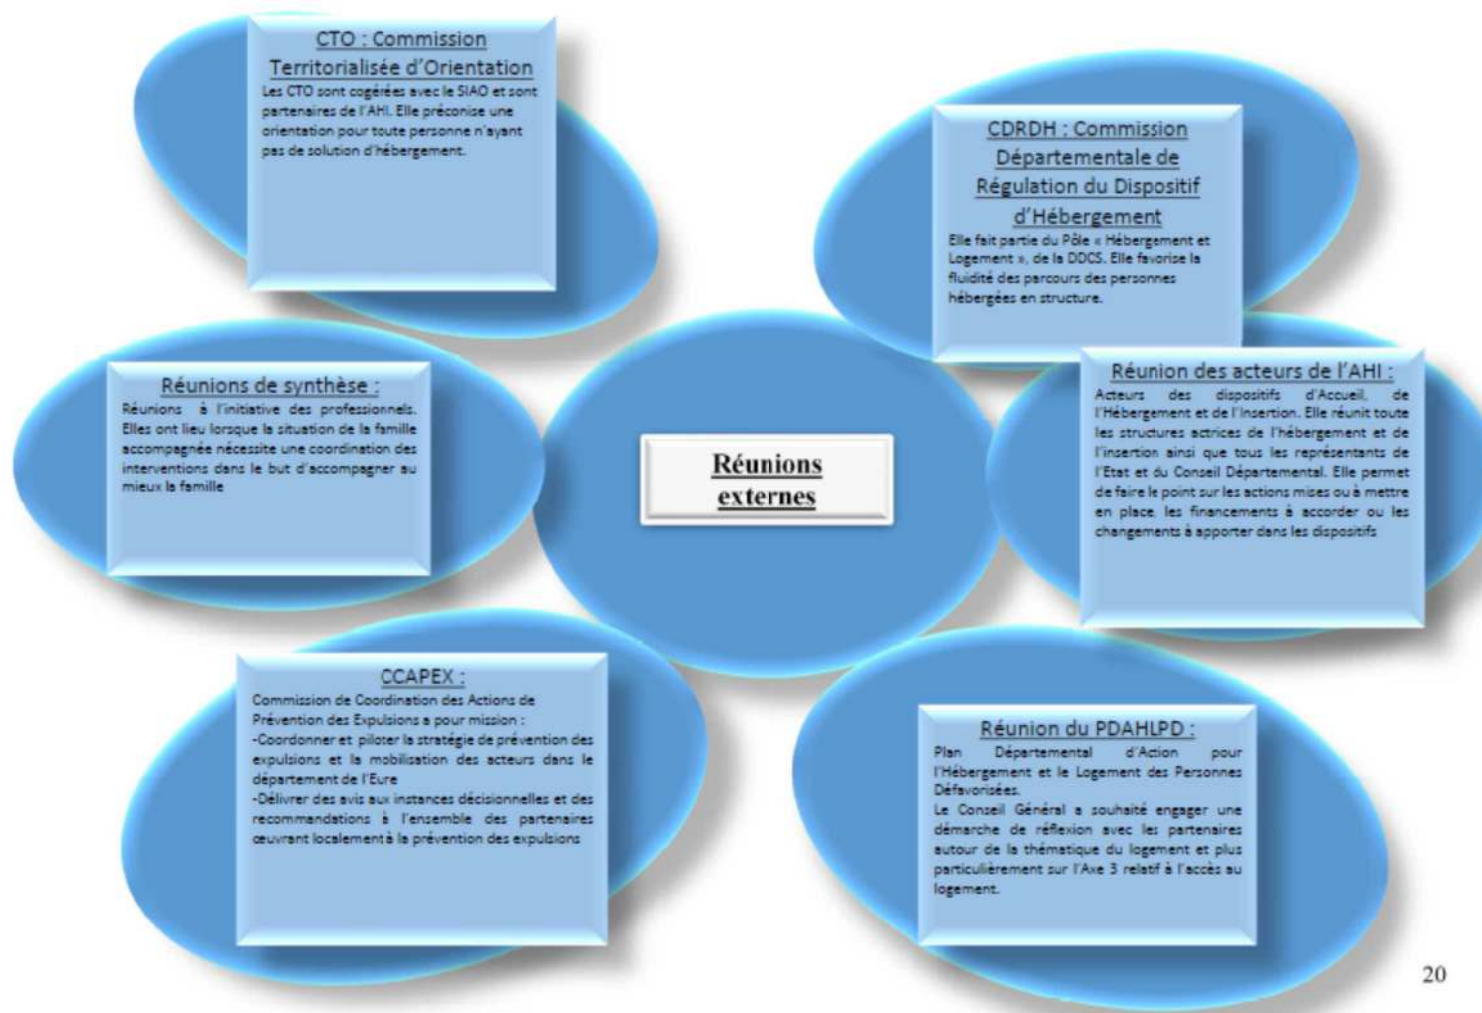 CTO : Commission
Territorialisée d'Orientation
Les CTO sont cogérées avec le SIAO et sont
partenaires de l'AHI. Elle préconise une
orientation pour toute personne n'ayant
pas de solution d'hébergement.
CDRDH : Commission
Départementale de
Régulation du Dispositif
d'Hébergement
Elle fait partie du Pôle « Hébergement et
Logement », de la DDCS. Elle favorise la
fluidité des parcours des personnes
hébergées en structure.
Réunions de synthèse :
Réunions à l'initiative des professionnels.
Elles ont lieu lorsque la situation de la famille
accompagnée nécessite une coordination des
interventions dans le but d'accompagner au
mieux la famille
Réunions
externes
Réunion des acteurs de l'AHI :
Acteurs des dispositifs d'Accueil, de
l'Hébergement et de l'Insertion. Elle réunit toute
les structures actrices de l'hébergement et de
l'insertion ainsi que tous les représentants de
l'Etat et du Conseil Départemental. Elle permet
de faire le point sur les actions mises ou à mettre
en place, les financements à accorder ou les
changements à apporter dans les dispositifs
CCAPEX :
Commission de Coordination des Actions de
Prévention des Expulsions a pour mission :
-Coordonner et piloter la stratégie de prévention des
expulsions et la mobilisation des acteurs dans le
département de l'Eure
-Délivrer des avis aux instances décisionnelles et des
recommandations à l'ensemble des partenaires
œuvrant localement à la prévention des expulsions
Réunion du PDAHLPD :
Plan Départemental d'Action pour
l'Hébergement et le Logement des Personnes
Défavorisées.
Le Conseil Général a souhaité engager une
démarche de réflexion avec les partenaires
autour de la thématique du logement et plus
particulièrement sur l'Axe 3 relatif à l'accès au
logement.
20